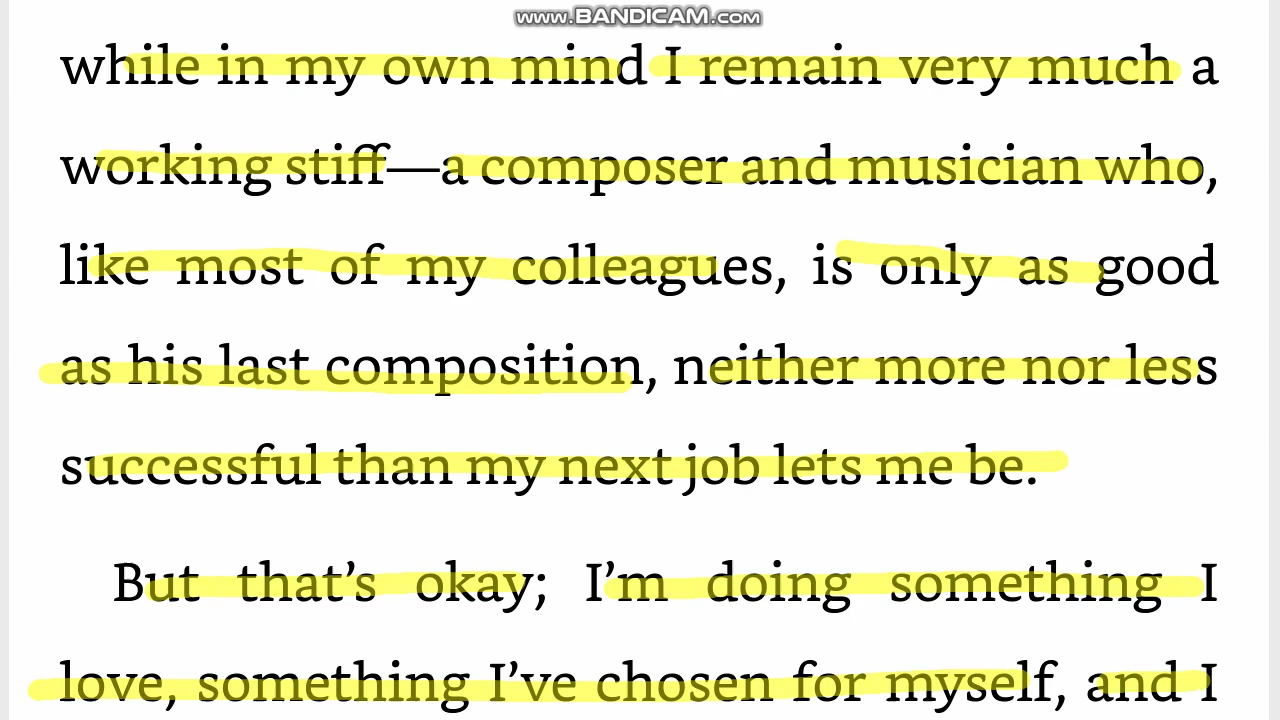 www.BANDICAM.com
while in my own mind I remain very much a
working stiff—a composer and musician who,
like most of my colleagues, is only as good
as his last composition, neither more nor less
successful than my next job lets me be.
But that’s okay; I’m doing something I
love, something I’ve chosen for myself, and I